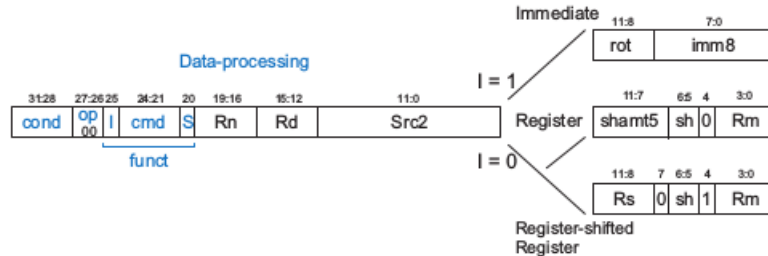 Immediate
11:8 7:0
rot imm8
Data-processing
I = 1
31:28 27:26 25 24:21 20 19:16 15:12 11:0
cond op 00 I cmd S Rn Rd Src2
funct
Register
11:7 6:5 4 3:0
shamt5 sh 0 Rm
I = 0
11:8 7 6:5 4 3:0
Rs 0 sh 1 Rm
Register-shifted
Register